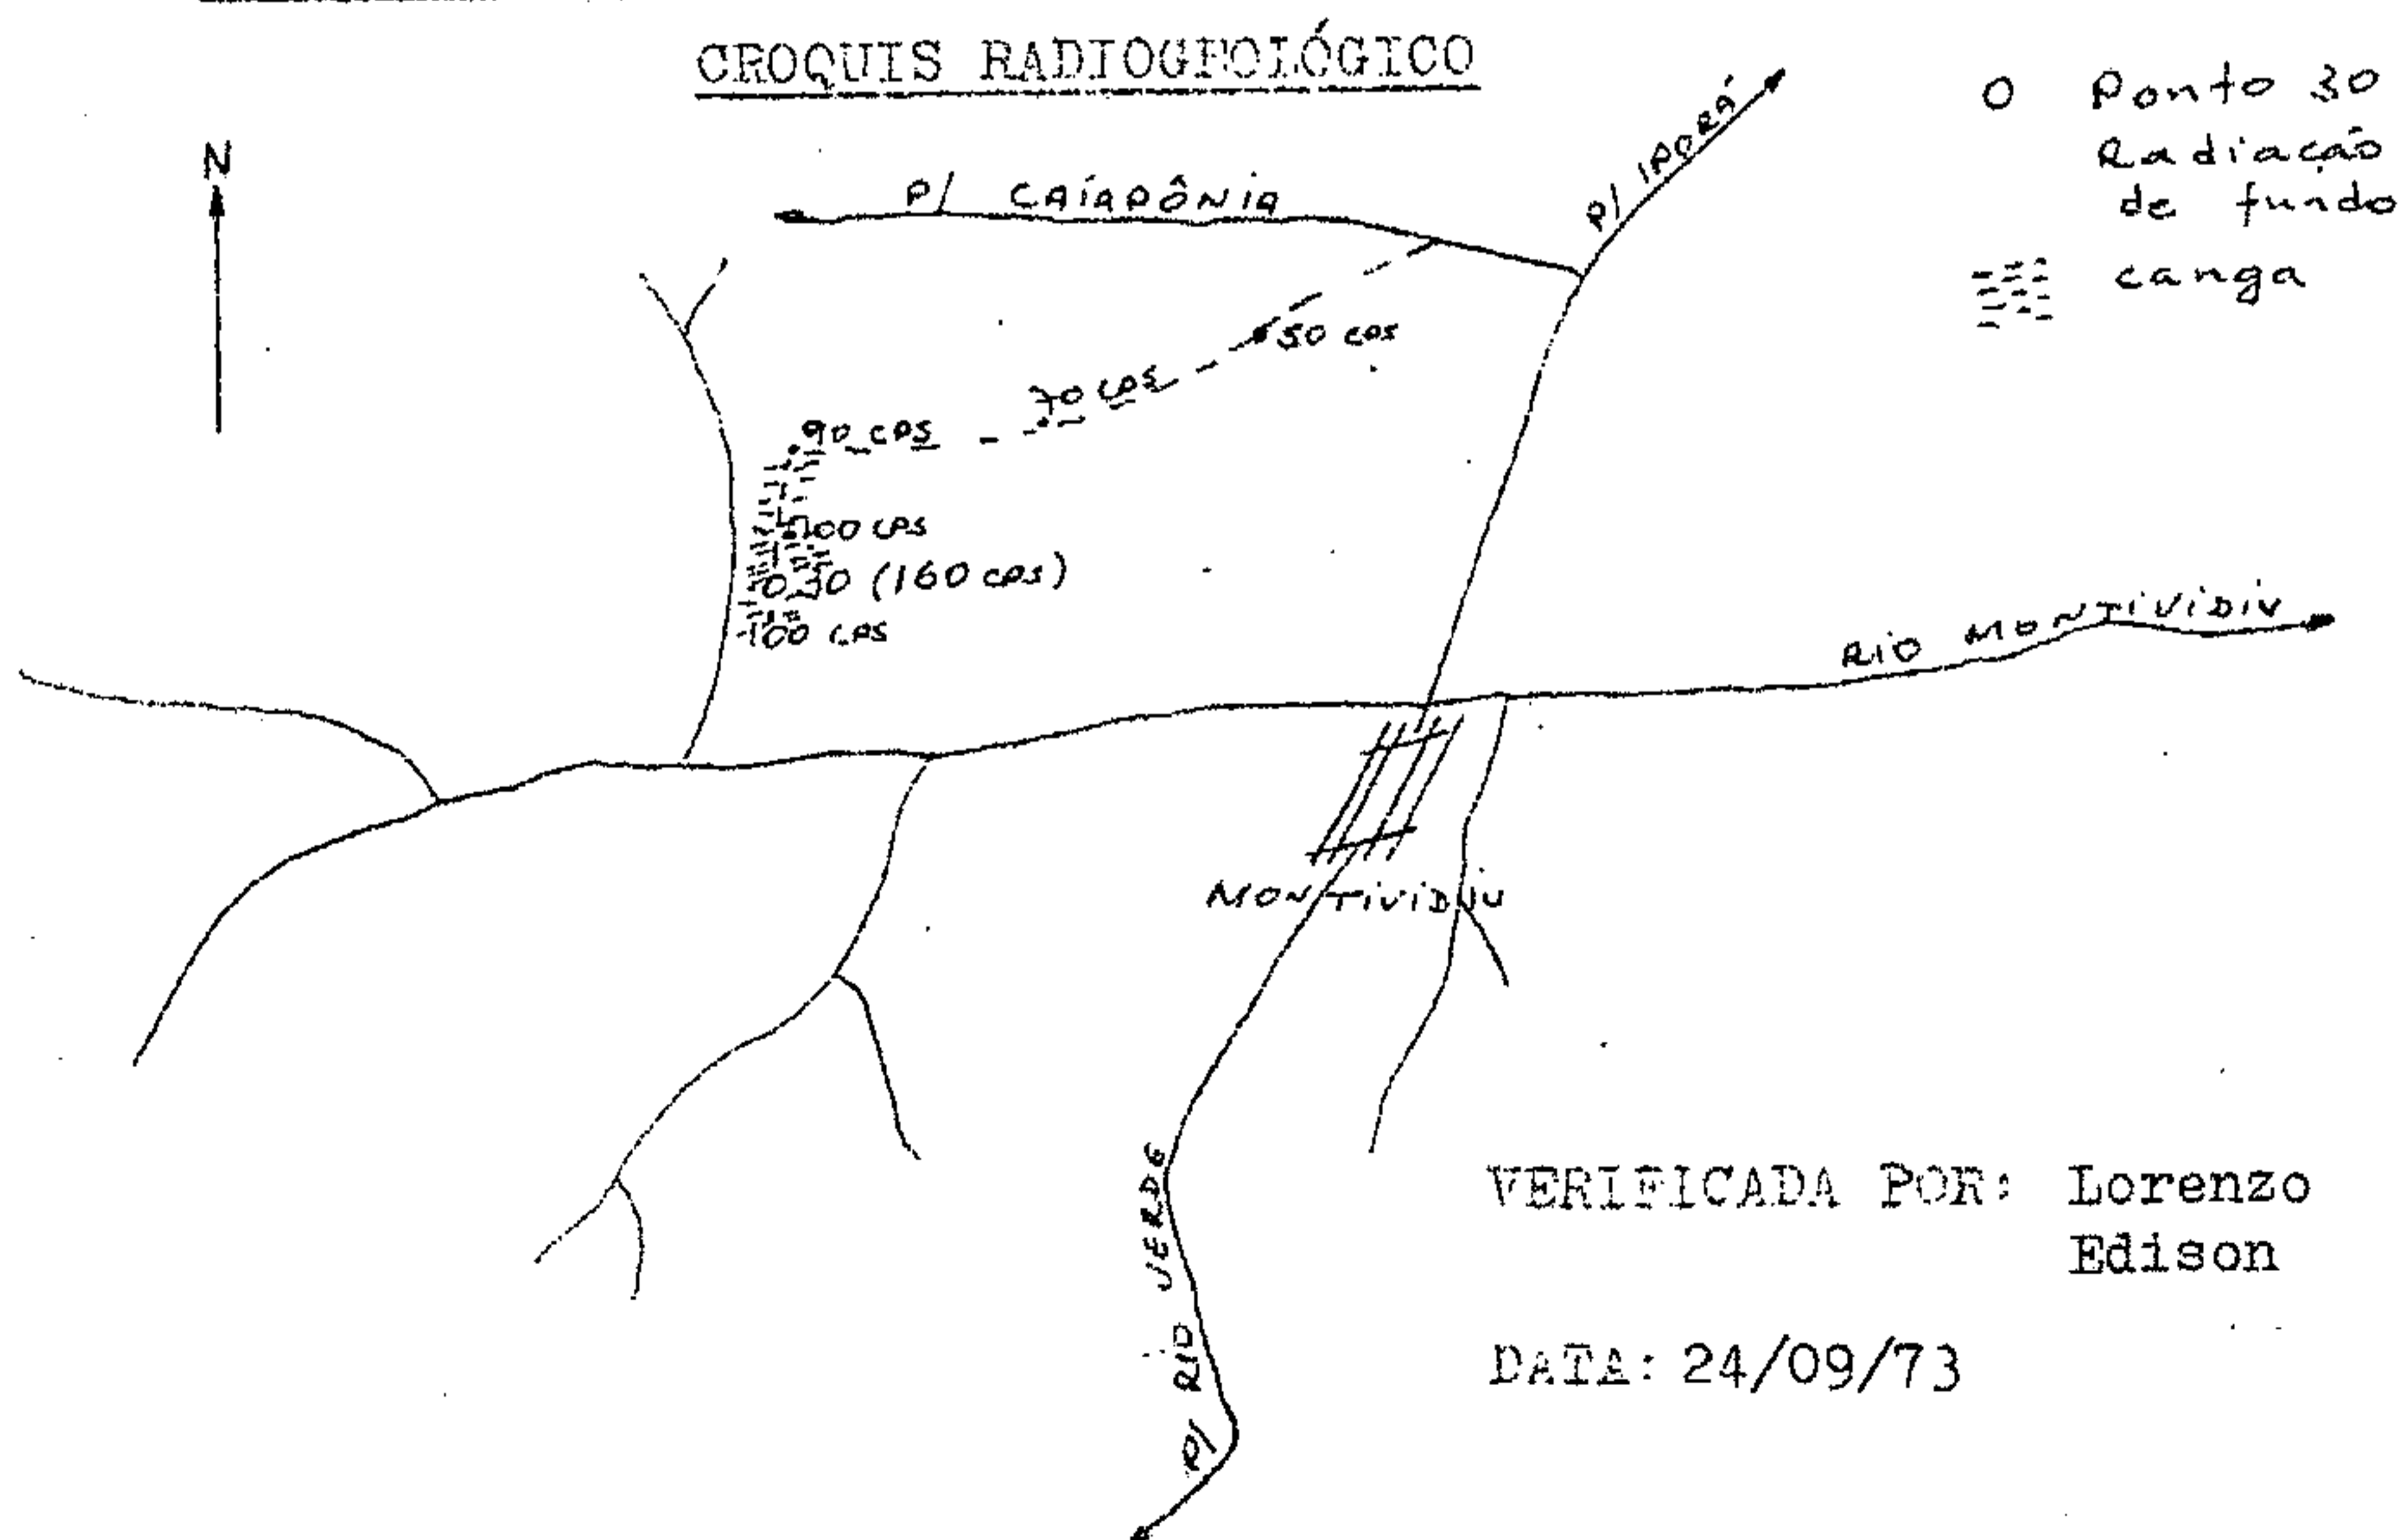 CROQUIS RADIOGEOLÓGICO
N
P/ CAÍAPÔNIA
P/ IPORÁ
O Ponto 30
Radiação
de fundo
canga
50 cps
70 cps
90 cps
100 cps
30 (160 cps)
100 cps
RIO MONTIVIDIU
MONTIVIDIU
P/ RIO VERDE
VERIFICADA POR: Lorenzo
Edison
DATA: 24/09/73